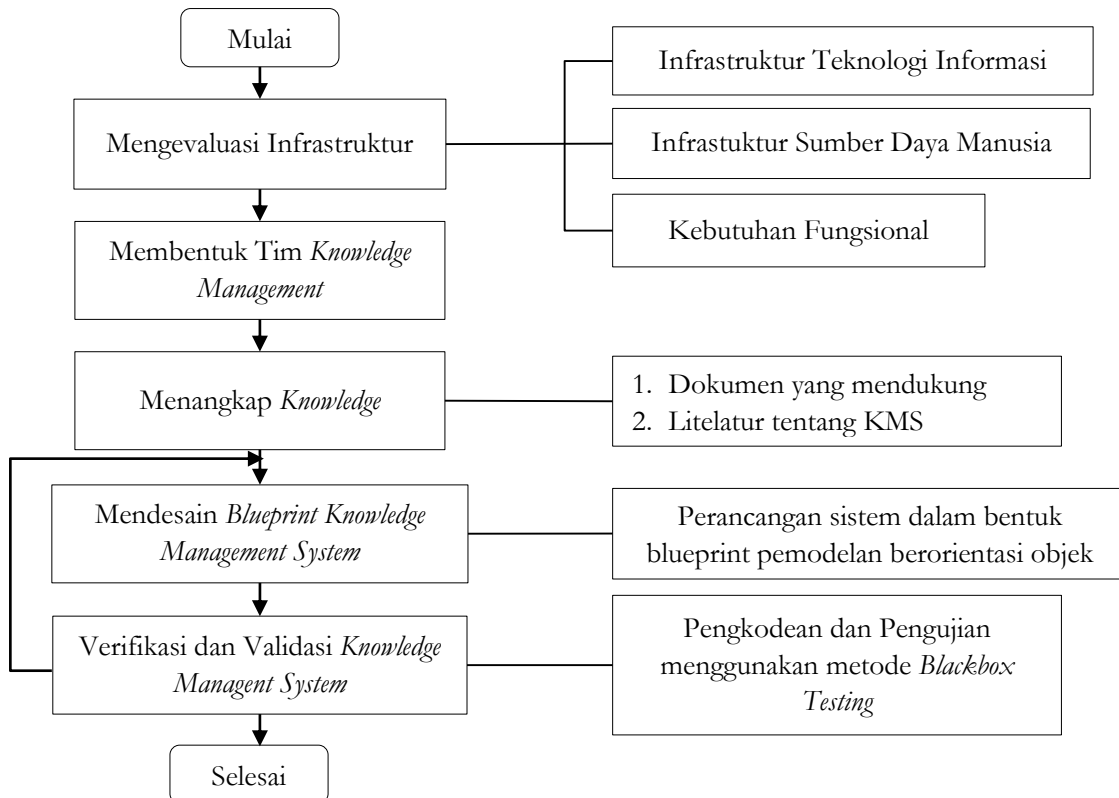 Mulai
Infrastruktur Teknologi Informasi
Mengevaluasi Infrastruktur
Infrastuktur Sumber Daya Manusia
Kebutuhan Fungsional
Membentuk Tim Knowledge
Management
Menangkap Knowledge
1. Dokumen yang mendukung
2. Litelatur tentang KMS
Mendesain Blueprint Knowledge
Management System
Perancangan sistem dalam bentuk
blueprint pemodelan berorientasi objek
Verifikasi dan Validasi Knowledge
Managent System
Pengkodean dan Pengujian
menggunakan metode Blackbox
Testing
Selesai